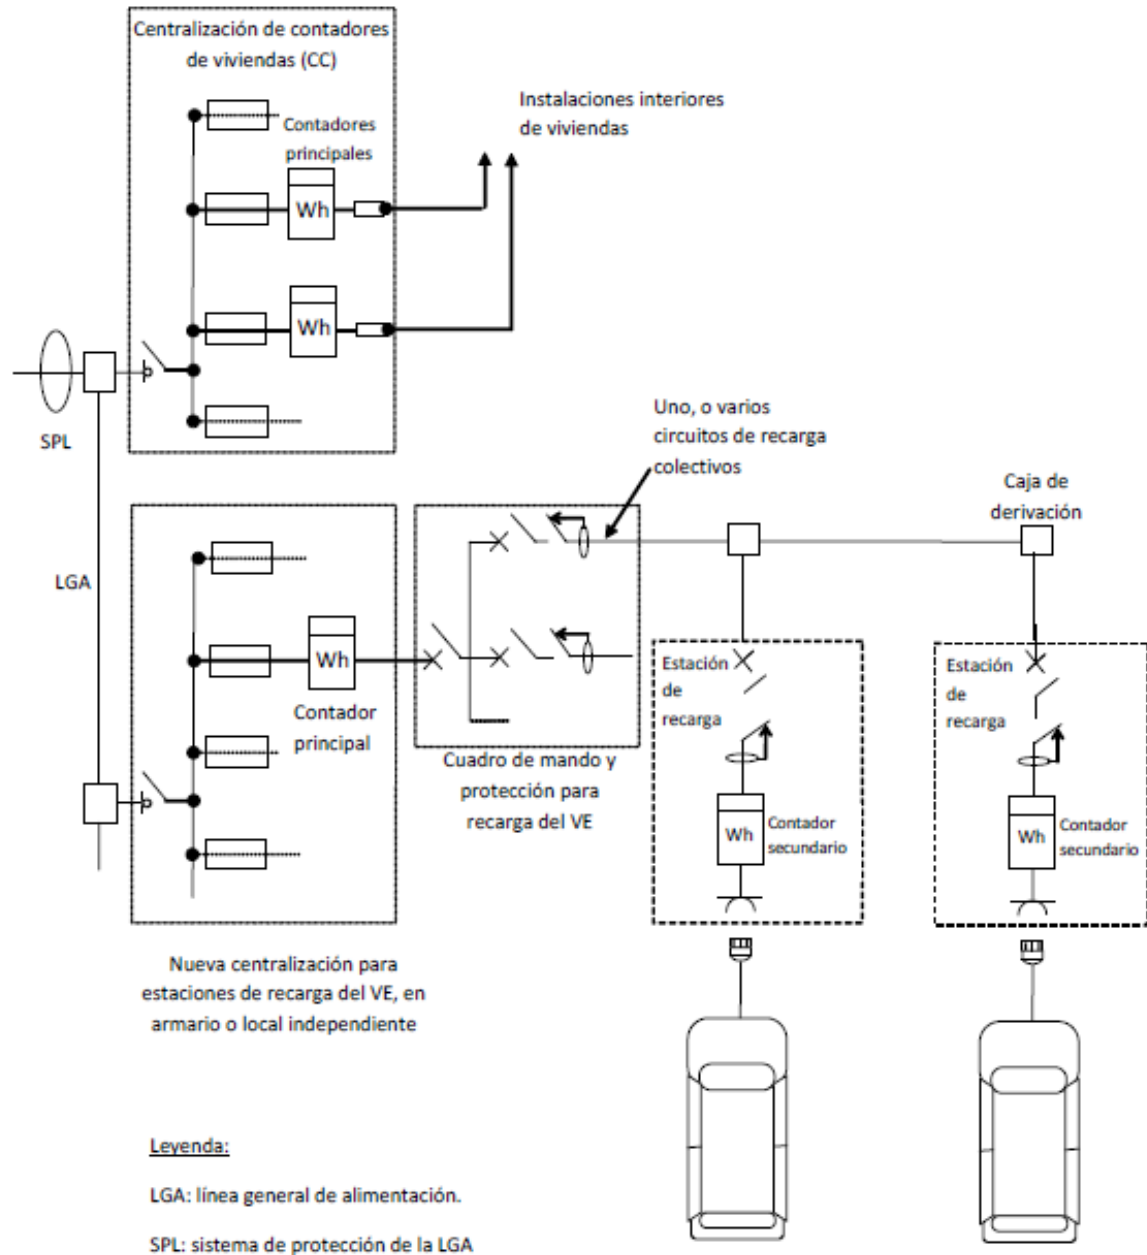 Centralización de contadores
de viviendas (CC)
Contadores
principales
Wh
Wh
Instalaciones interiores
de viviendas
SPL
LGA
Uno, o varios
circuitos de recarga
colectivos
Caja de
derivación
Wh
Contador
principal
Cuadro de mando y
protección para
recarga del VE
Estación
de
recarga
Wh
Contador
secundario
Estación
de
recarga
Wh
Contador
secundario
Nueva centralización para
estaciones de recarga del VE, en
armario o local independiente
Leyenda:
LGA: línea general de alimentación.
SPL: sistema de protección de la LGA